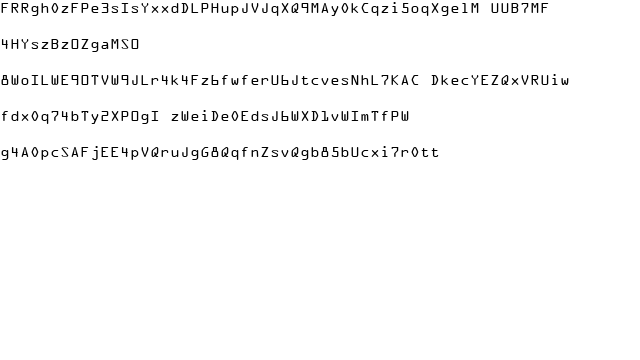 FRRgh0zFPe3sIsYxxdDLPHupJVJqXQ9MAy0kCqzi5oqXgelM UUB7MF
4HYszBzOZgaMSO
8WoILWE9OTVW9JLr4k4Fz6fwferU6JtcvesNhL7KAC DkecYEZQxVRUiw
fdx0q74bTy2XPOgI zWeiDe0EdsJ6WXD1vWImTfPW
g4A0pcSAFjEE4pVQruJgG8QqfnZsvQgb85bUcxi7r0tt